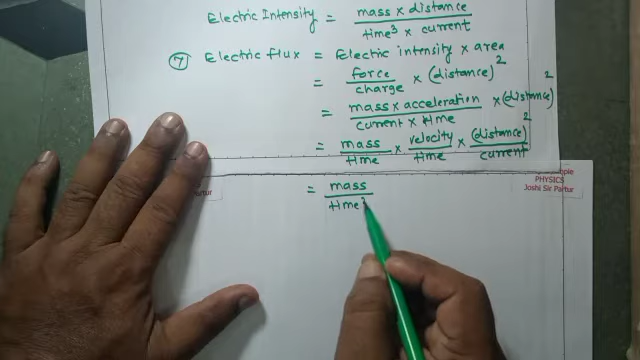 Electric Intensity = mass × distance / time³ × current
⑦ Electric flux = Electric intensity × area
= force / charge × (distance)²
= mass × acceleration / current × time × (distance)²
= mass / time × velocity / time × (distance)² / current
PHYSICS
Joshi Sir Partur
= mass / time